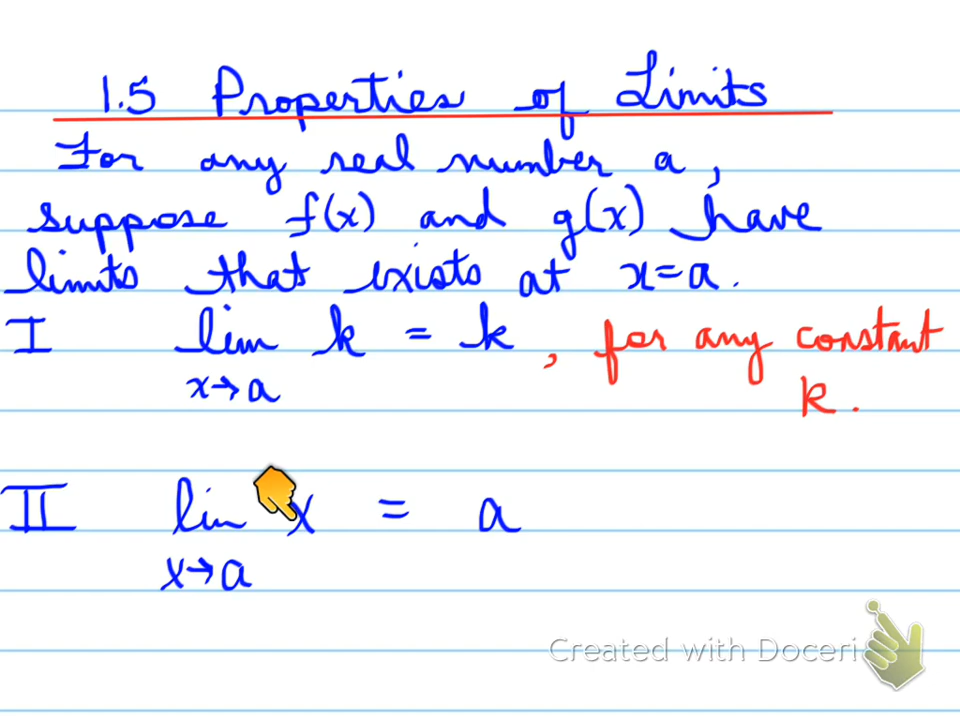 1.5 Properties of Limits
For any real number a,
suppose f(x) and g(x) have
limits that exists at x=a.
I lim k = k , for any constant
x→a k.
II lim x = a
x→a
Created with Doceri